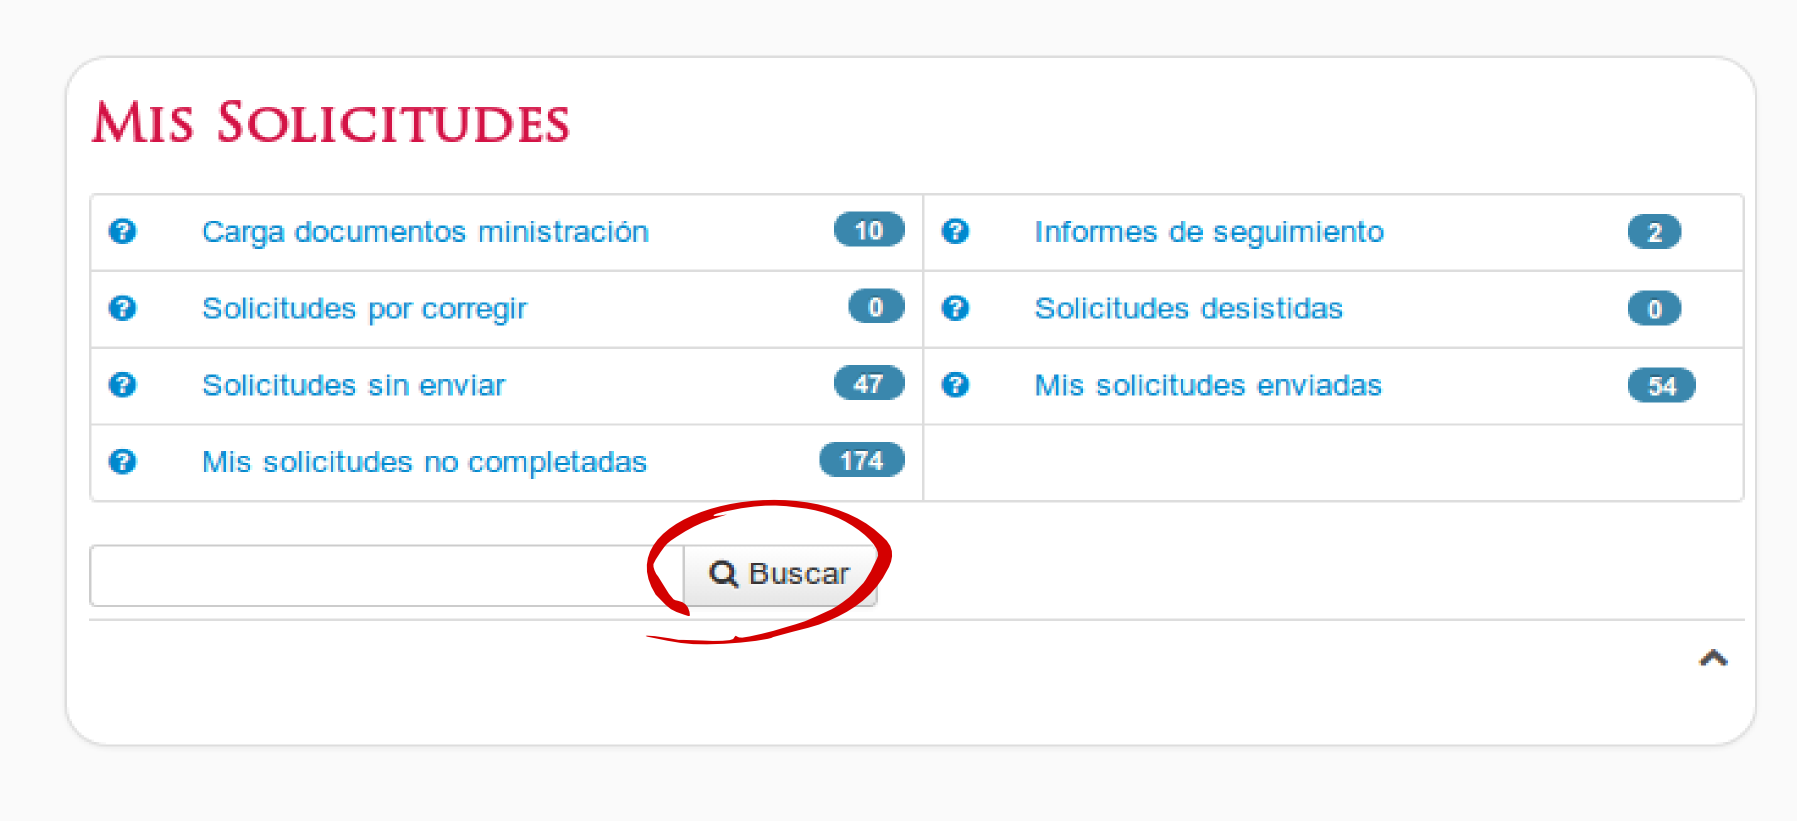 Mis Solicitudes
Carga documentos ministración 10
Informes de seguimiento 2
Solicitudes por corregir 0
Solicitudes desistidas 0
Solicitudes sin enviar 47
Mis solicitudes enviadas 54
Mis solicitudes no completadas 174
Buscar